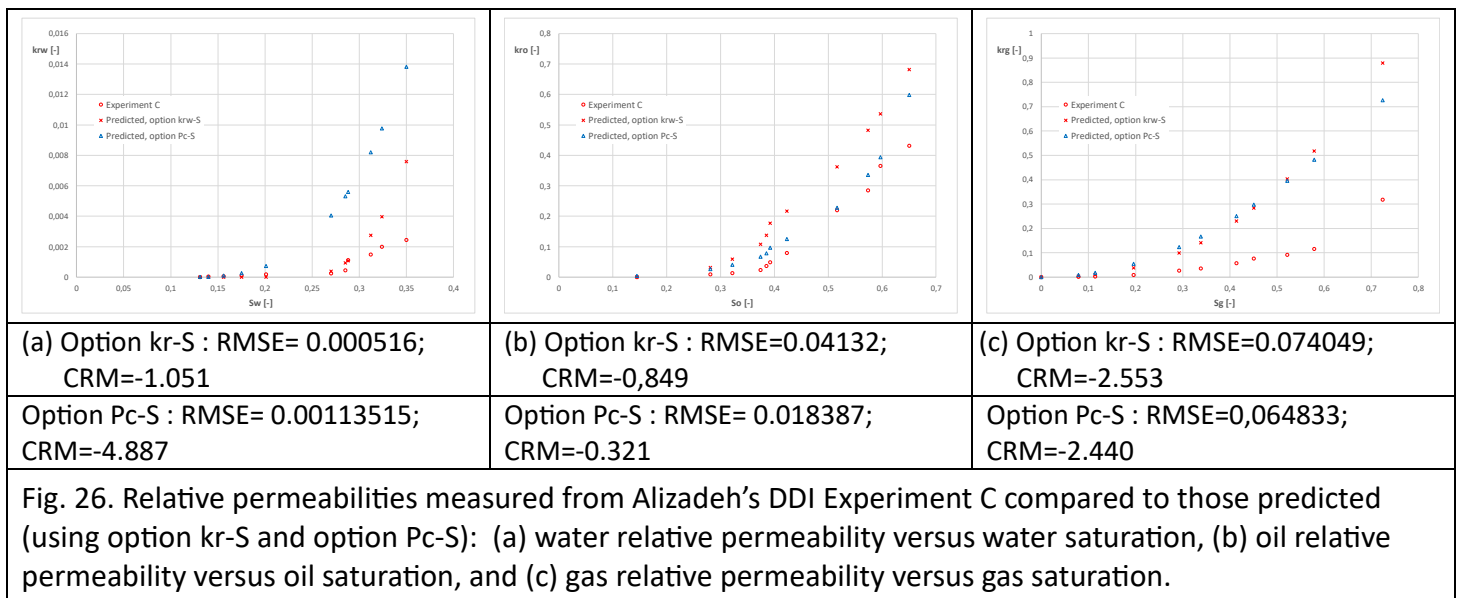 krw [-]
0,016
0,014
0,012
0,01
0,008
0,006
0,004
0,002
0
Experiment C
Predicted, option krw-S
Predicted, option Pc-S
0 0,05 0,1 0,15 0,2 0,25 0,3 0,35 0,4
Sw [-]
kro [-]
0,8
0,7
0,6
0,5
0,4
0,3
0,2
0,1
0
Experiment C
Predicted, option krw-S
Predicted, option Pc-S
0 0,1 0,2 0,3 0,4 0,5 0,6 0,7
So [-]
krg [-]
1
0,9
0,8
0,7
0,6
0,5
0,4
0,3
0,2
0,1
0
Experiment C
Predicted, option krw-S
Predicted, option Pc-S
0 0,1 0,2 0,3 0,4 0,5 0,6 0,7 0,8
Sg [-]
(a) Option kr-S : RMSE= 0.000516;
CRM=-1.051
(b) Option kr-S : RMSE=0.04132;
CRM=-0,849
(c) Option kr-S : RMSE=0.074049;
CRM=-2.553
Option Pc-S : RMSE= 0.00113515;
CRM=-4.887
Option Pc-S : RMSE= 0.018387;
CRM=-0.321
Option Pc-S : RMSE=0,064833;
CRM=-2.440
Fig. 26. Relative permeabilities measured from Alizadeh’s DDI Experiment C compared to those predicted
(using option kr-S and option Pc-S): (a) water relative permeability versus water saturation, (b) oil relative
permeability versus oil saturation, and (c) gas relative permeability versus gas saturation.